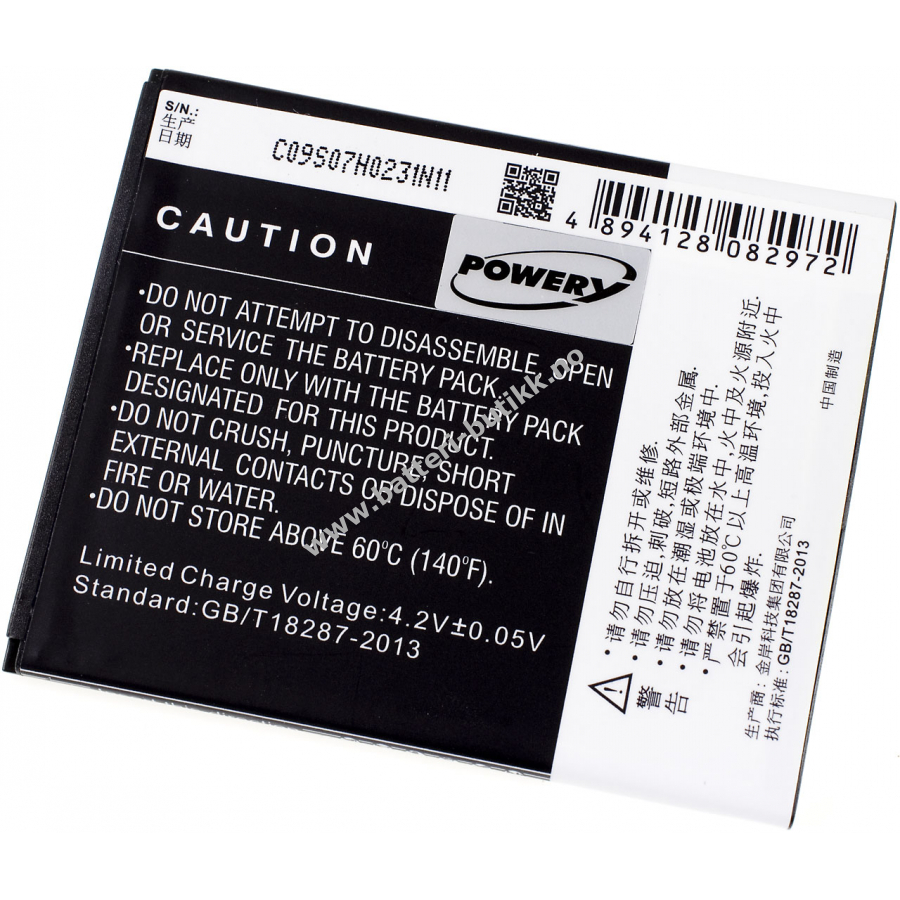 S/N.:
生产
日期
C09S07H0231N11
4 894128 082972
CAUTION
POWERY
•DO NOT ATTEMPT TO DISASSEMBLE, OPEN
OR SERVICE THE BATTERY PACK.
•REPLACE ONLY WITH THE BATTERY PACK
DESIGNATED FOR THIS PRODUCT.
•DO NOT CRUSH, PUNCTURE, SHORT
EXTERNAL CONTACTS OR DISPOSE OF IN
FIRE OR WATER.
•DO NOT STORE ABOVE 60°C (140°F).
Limited Charge Voltage:4.2V±0.05V
Standard:GB/T18287-2013
www.batteri-butikk.no
警
告
•请勿自行拆开或维修.
•请勿压迫,刺破,短路外部金属.
•请勿放在潮湿或极端环境中.
•请勿将电池放在水中,火中及火源附近.
•严禁置于60℃以上高温环境,投入火中
会引起爆炸.
生产商:金岸科技集团有限公司
执行标准:GB/T18287-2013
中国制造